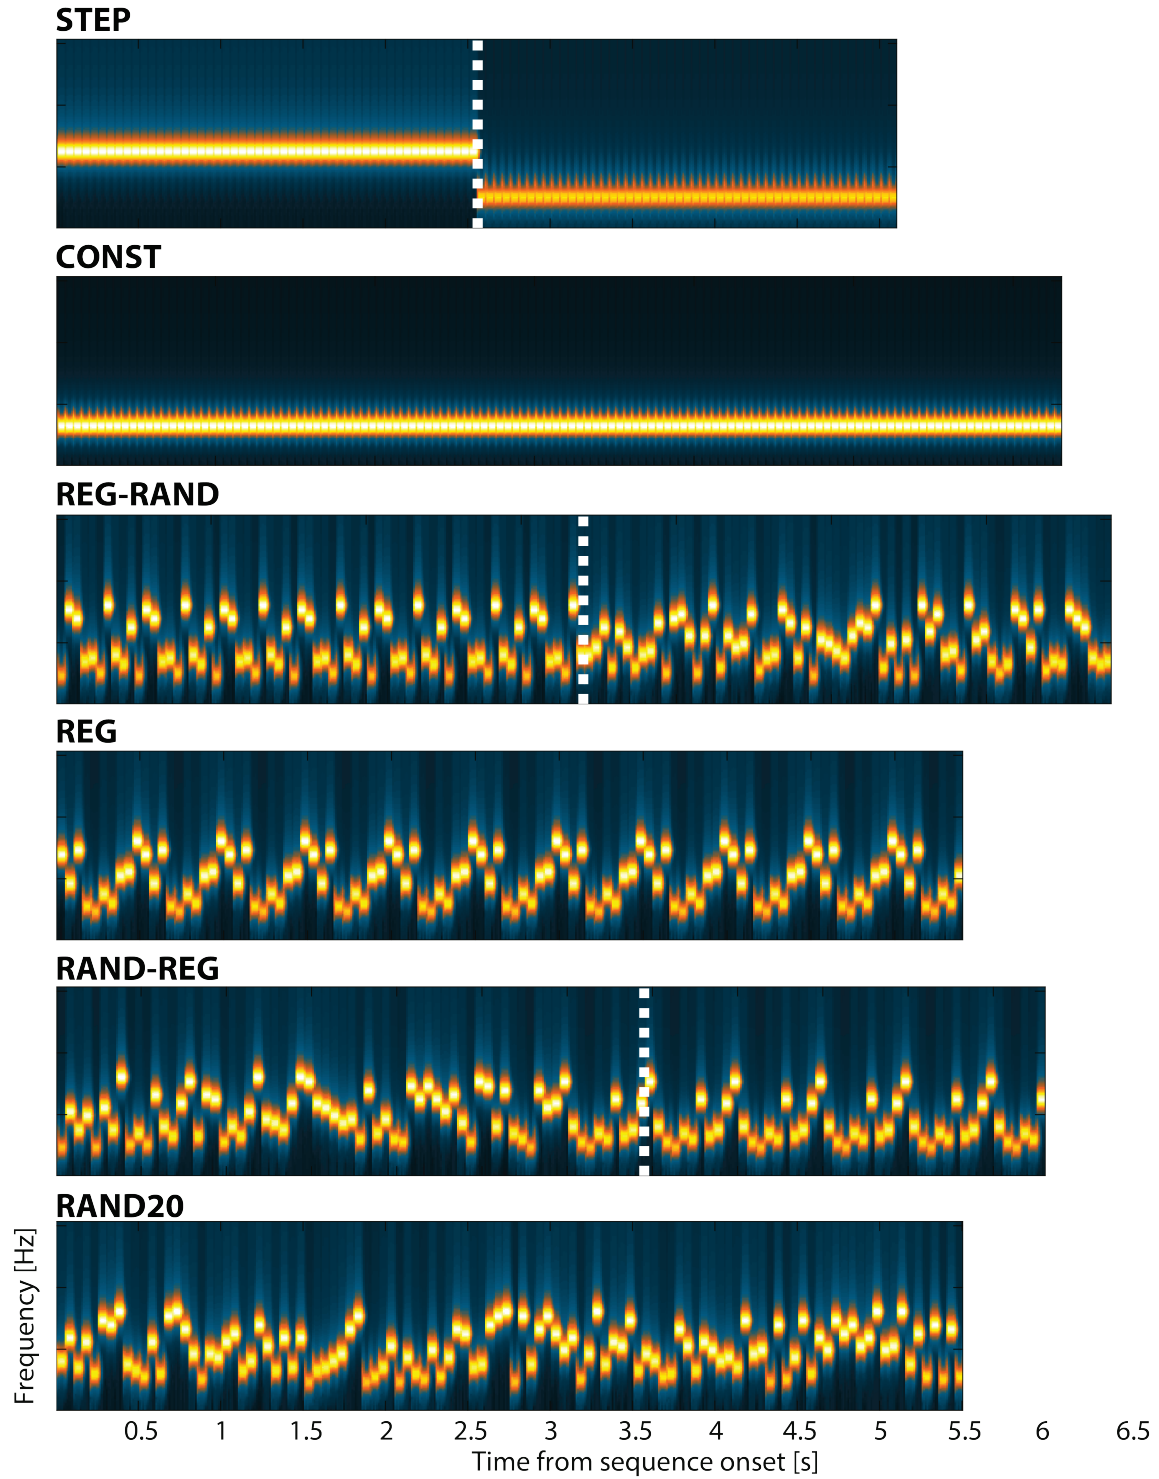 STEP
CONST
REG-RAND
REG
RAND-REG
RAND20
Frequency [Hz]
0.5 1 1.5 2 2.5 3 3.5 4 4.5 5 5.5 6 6.5
Time from sequence onset [s]